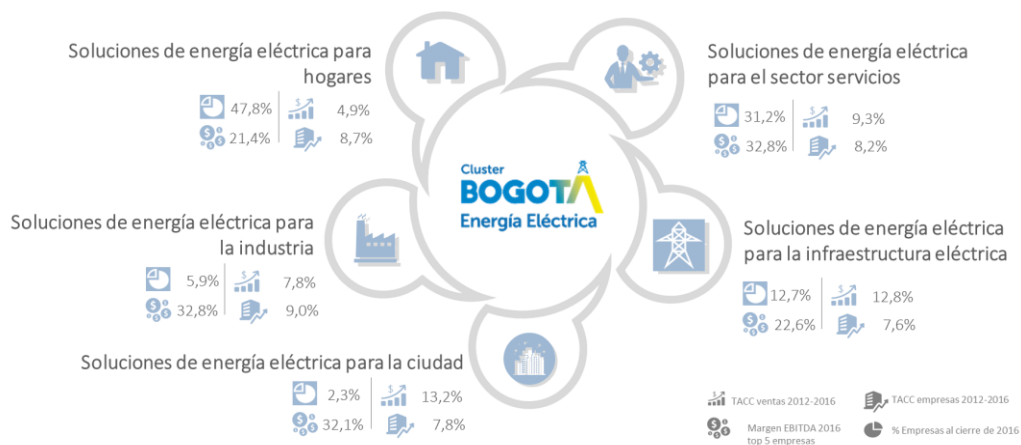 Soluciones de energía eléctrica para
hogares
47,8%
4,9%
21,4%
8,7%
Soluciones de energía eléctrica
para el sector servicios
31,2%
9,3%
32,8%
8,2%
Cluster
BOGOTÁ
Energía Eléctrica
Soluciones de energía eléctrica para
la industria
5,9%
7,8%
32,8%
9,0%
Soluciones de energía eléctrica
para la infraestructura eléctrica
12,7%
12,8%
22,6%
7,6%
Soluciones de energía eléctrica para la ciudad
2,3%
13,2%
32,1%
7,8%
TACC ventas 2012-2016
TACC empresas 2012-2016
Margen EBITDA 2016
top 5 empresas
% Empresas al cierre de 2016